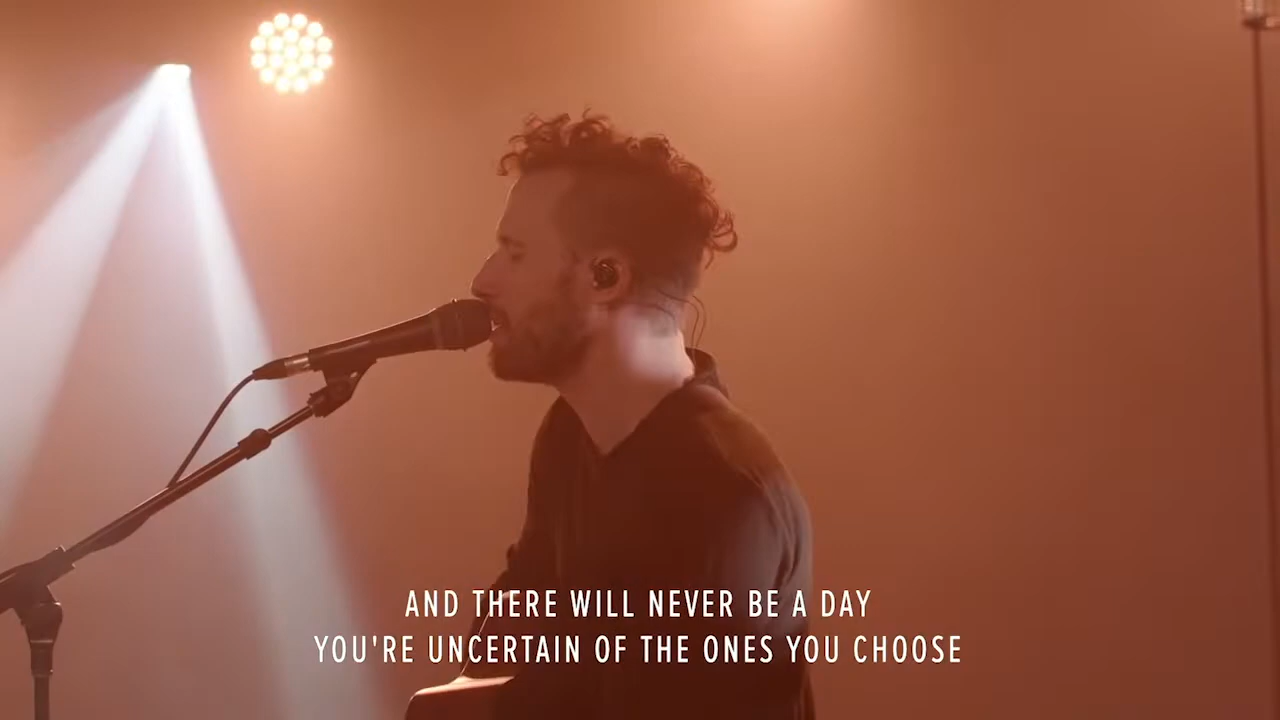 AND THERE WILL NEVER BE A DAY
YOU'RE UNCERTAIN OF THE ONES YOU CHOOSE